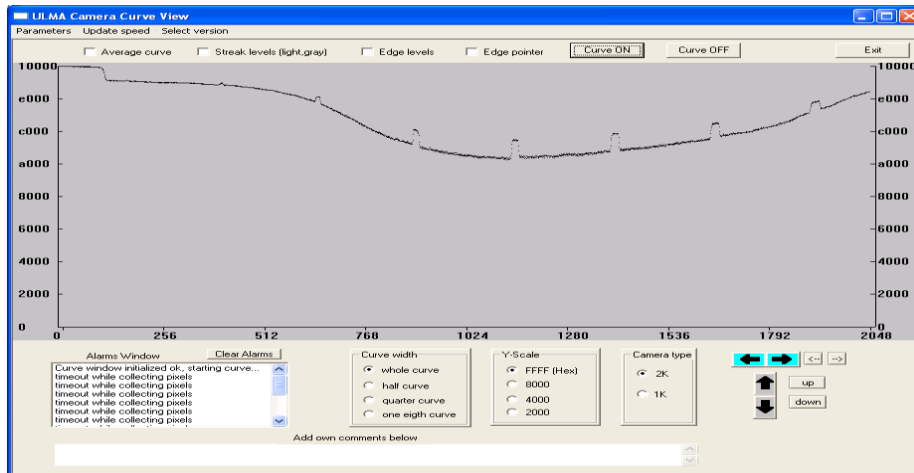 ULMA Camera Curve View
Parameters Update speed Select version
Average curve Streak levels (light,gray) Edge levels Edge pointer Curve ON Curve OFF Exit
10000 10000
e000 e000
c000 c000
a000 a000
8000 8000
6000 6000
4000 4000
2000 2000
0 0
0 256 512 768 1024 1280 1536 1792 2048
Alarms Window Clear Alarms
Curve window initialized ok, starting curve...
timeout while collecting pixels
timeout while collecting pixels
timeout while collecting pixels
timeout while collecting pixels
timeout while collecting pixels
timeout while collecting pixels
Curve width
whole curve
half curve
quarter curve
one eigth curve
Y-Scale
FFFF (Hex)
8000
4000
2000
Camera type
2K
1K
<-- -->
up
down
Add own comments below